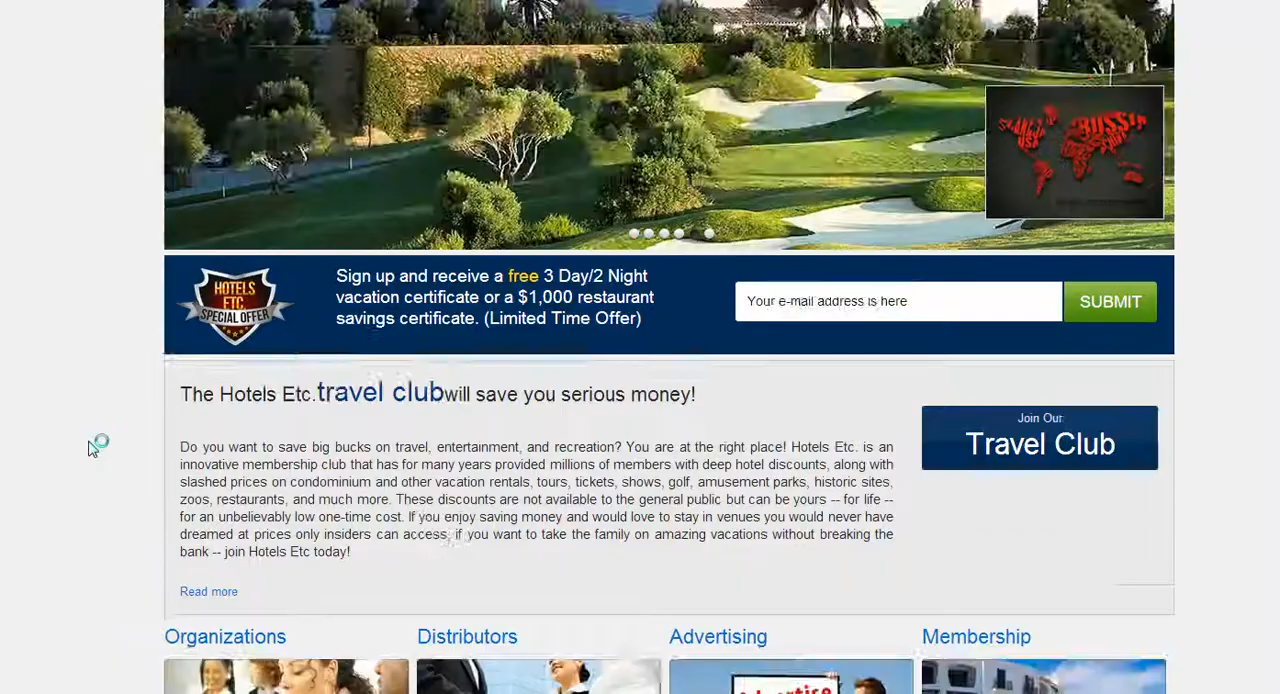 RUSSIA
USA
HOTELS
ETC.
SPECIAL OFFER
Sign up and receive a free 3 Day/2 Night
vacation certificate or a $1,000 restaurant
savings certificate. (Limited Time Offer)
Your e-mail address is here
SUBMIT
The Hotels Etc.travel clubwill save you serious money!
Join Our
Travel Club
Do you want to save big bucks on travel, entertainment, and recreation? You are at the right place! Hotels Etc. is an
innovative membership club that has for many years provided millions of members with deep hotel discounts, along with
slashed prices on condominium and other vacation rentals, tours, tickets, shows, golf, amusement parks, historic sites,
zoos, restaurants, and much more. These discounts are not available to the general public but can be yours -- for life --
for an unbelievably low one-time cost. If you enjoy saving money and would love to stay in venues you would never have
dreamed at prices only insiders can access, if you want to take the family on amazing vacations without breaking the
bank -- join Hotels Etc today!
Read more
Organizations
Distributors
Advertising
Membership
Advertise